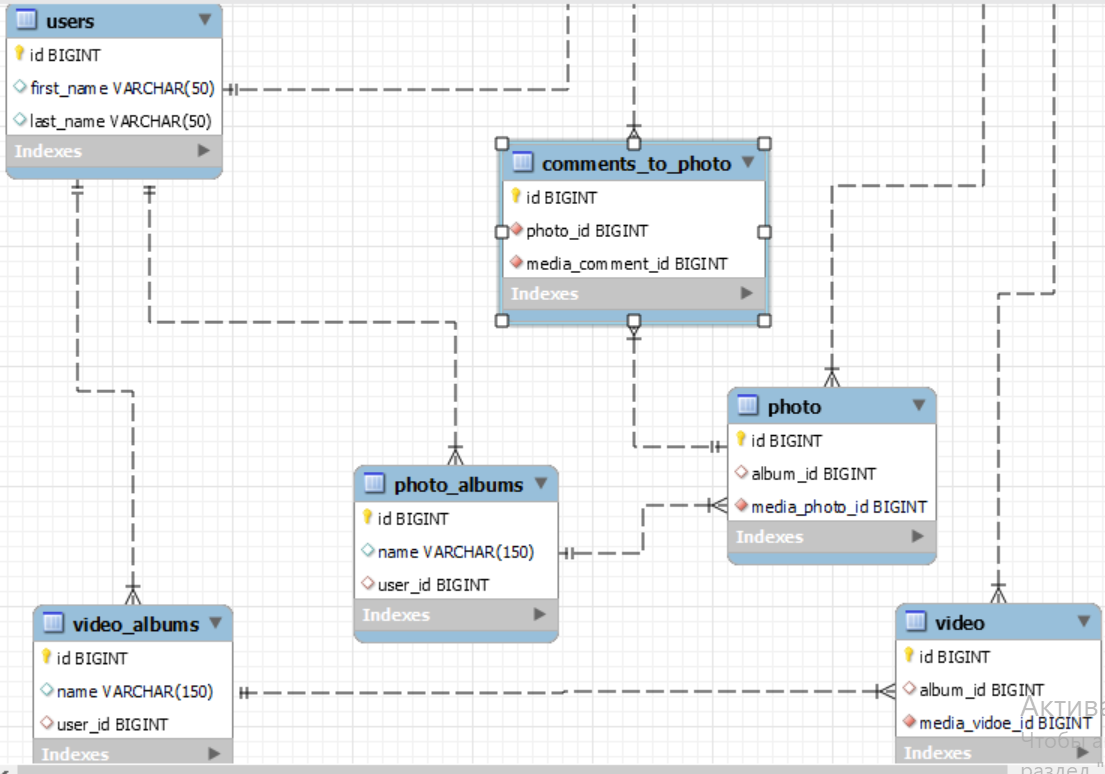 users
id BIGINT
first_name VARCHAR(50)
last_name VARCHAR(50)
Indexes
comments_to_photo
id BIGINT
photo_id BIGINT
media_comment_id BIGINT
Indexes
photo
id BIGINT
album_id BIGINT
media_photo_id BIGINT
Indexes
photo_albums
id BIGINT
name VARCHAR(150)
user_id BIGINT
Indexes
video_albums
id BIGINT
name VARCHAR(150)
user_id BIGINT
Indexes
video
id BIGINT
album_id BIGINT
media_vidoe_id BIGINT
Indexes
Чтобы
раздел "